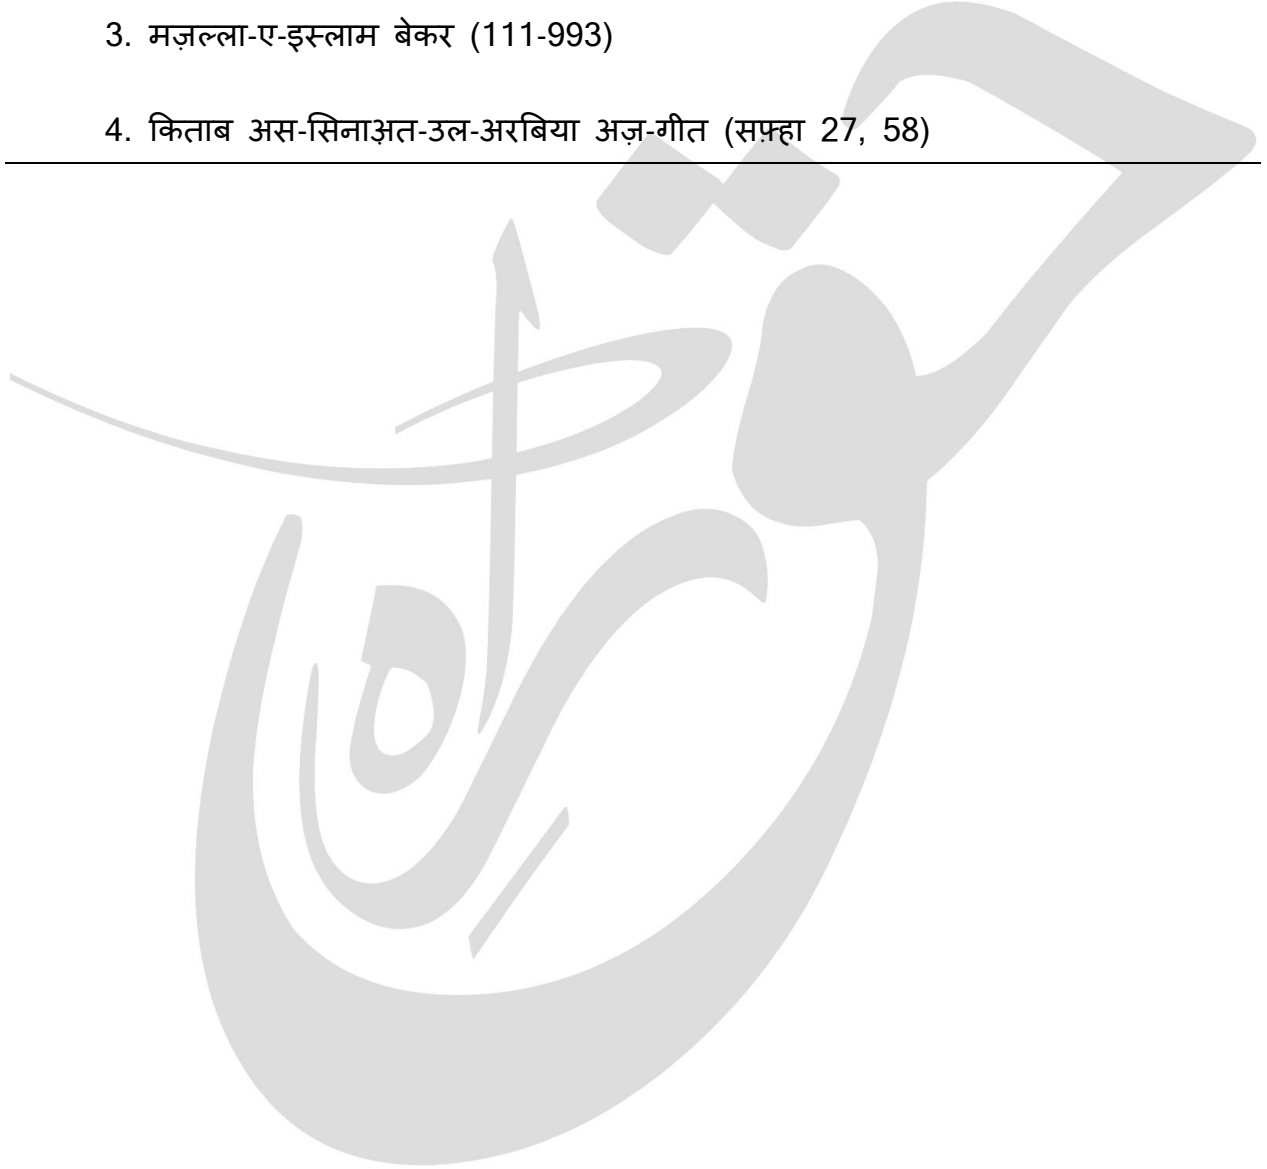 3. मज़ल्ला-ए-इस्लाम बेकर (111-993)
4. किताब अस-सिनाअ़त-उल-अरबिया अज़-गीत (सफ़्हा 27, 58)